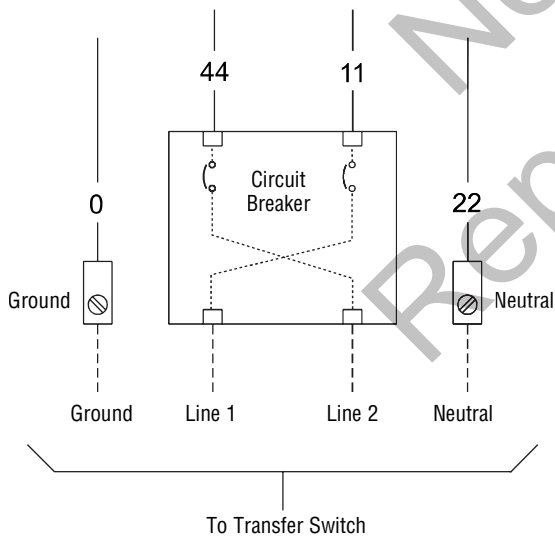 44
11
Circuit
Breaker
0
22
Ground
Neutral
Ground
Line 1
Line 2
Neutral
To Transfer Switch